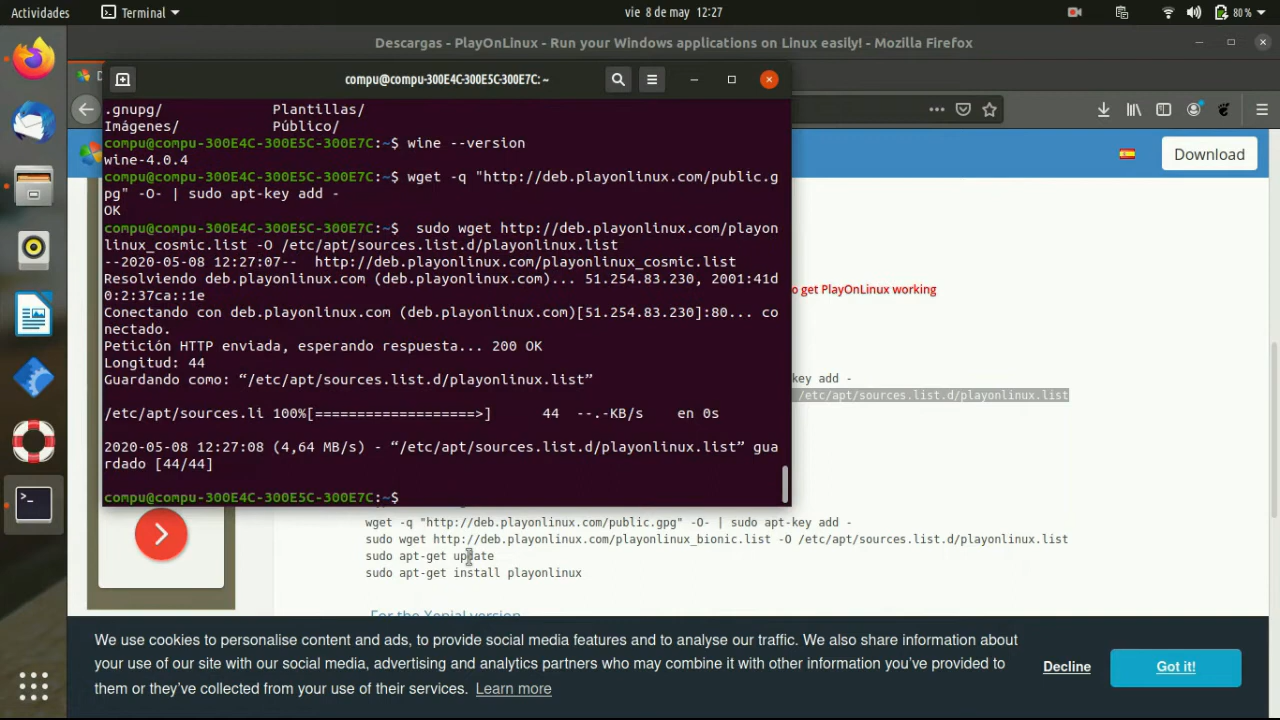 Actividades
Terminal
vie 8 de may 12:27
80%
Descargas - PlayOnLinux - Run your Windows applications on Linux easily! - Mozilla Firefox
compu@compu-300E4C-300E5C-300E7C: ~
.gnupg/ Plantillas/
Imágenes/ Público/
compu@compu-300E4C-300E5C-300E7C:~$ wine --version
wine-4.0.4
compu@compu-300E4C-300E5C-300E7C:~$ wget -q "http://deb.playonlinux.com/public.g
pg" -O- | sudo apt-key add -
OK
compu@compu-300E4C-300E5C-300E7C:~$  sudo wget http://deb.playonlinux.com/playon
linux_cosmic.list -O /etc/apt/sources.list.d/playonlinux.list
--2020-05-08 12:27:07--  http://deb.playonlinux.com/playonlinux_cosmic.list
Resolviendo deb.playonlinux.com (deb.playonlinux.com)... 51.254.83.230, 2001:41d
0:2:37ca::1e
Conectando con deb.playonlinux.com (deb.playonlinux.com)[51.254.83.230]:80... co
nectado.
Petición HTTP enviada, esperando respuesta... 200 OK
Longitud: 44
Guardando como: “/etc/apt/sources.list.d/playonlinux.list”
/etc/apt/sources.li 100%[===================>] 44 --.-KB/s en 0s
2020-05-08 12:27:08 (4,64 MB/s) - “/etc/apt/sources.list.d/playonlinux.list” gua
rdado [44/44]
compu@compu-300E4C-300E5C-300E7C:~$
Download
o get PlayOnLinux working
key add -
/etc/apt/sources.list.d/playonlinux.list
wget -q "http://deb.playonlinux.com/public.gpg" -O- | sudo apt-key add -
sudo wget http://deb.playonlinux.com/playonlinux_bionic.list -O /etc/apt/sources.list.d/playonlinux.list
sudo apt-get update
sudo apt-get install playonlinux
For the Xenial version
We use cookies to personalise content and ads, to provide social media features and to analyse our traffic. We also share information about
your use of our site with our social media, advertising and analytics partners who may combine it with other information you’ve provided to
them or they’ve collected from your use of their services. Learn more
Decline
Got it!